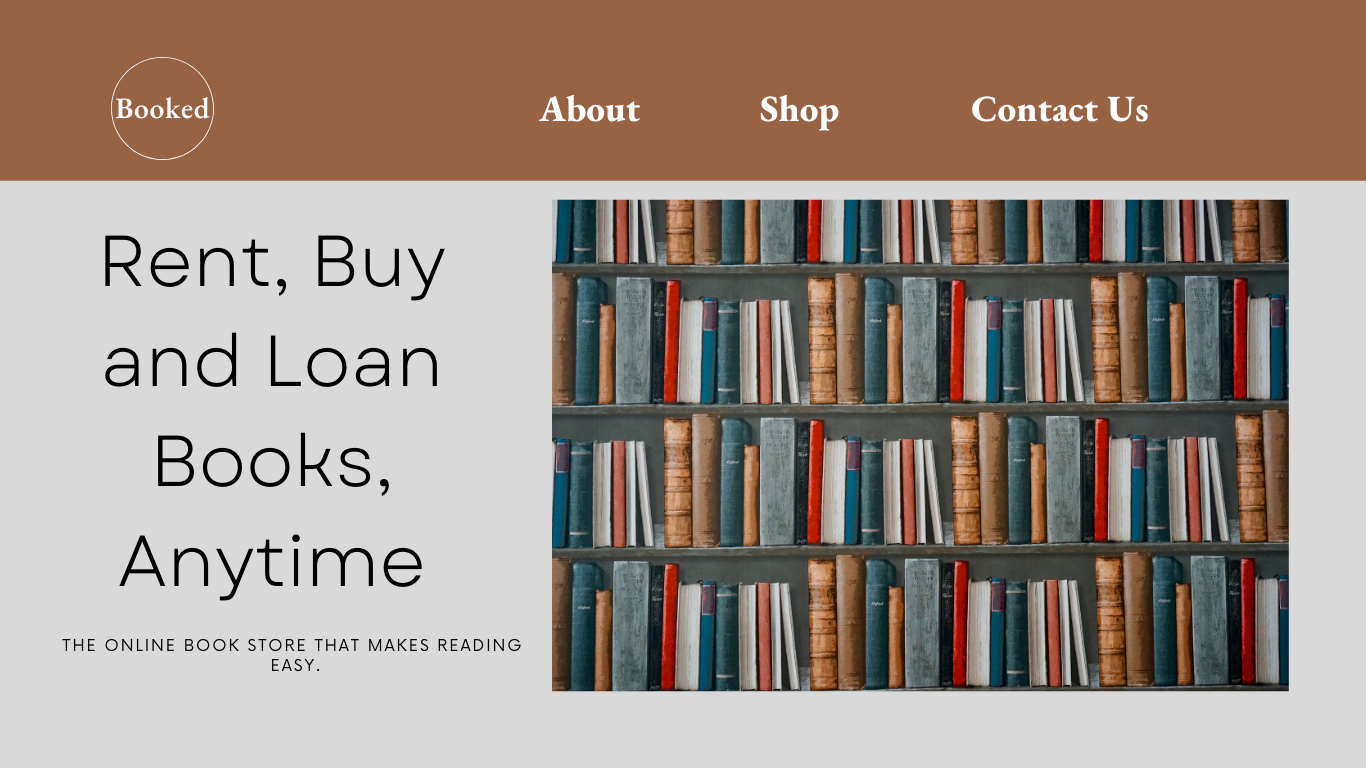 Booked
About
Shop
Contact Us
Rent, Buy
and Loan
Books,
Anytime
THE ONLINE BOOK STORE THAT MAKES READING
EASY.